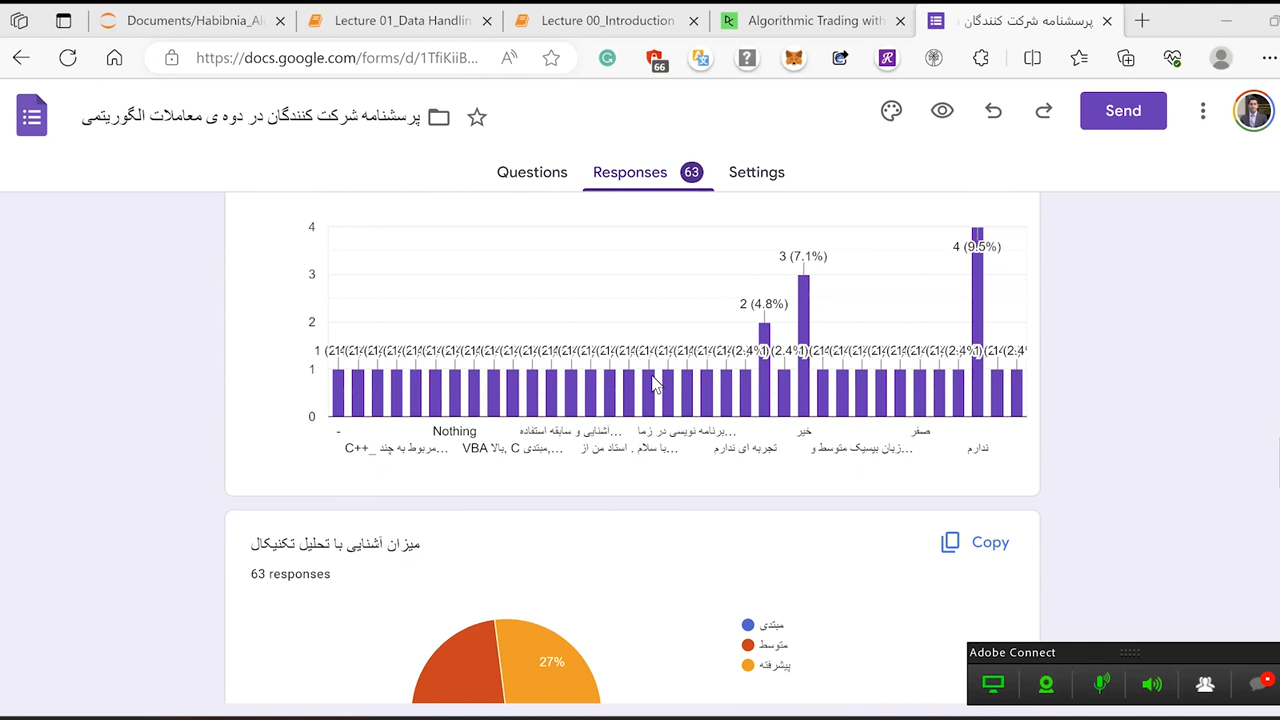 Documents/Habibnia_Al
Lecture 01_Data Handlin
Lecture 00_Introduction
Algorithmic Trading with
پرسشنامه شرکت کنندگان
https://docs.google.com/forms/d/1TfiKiiB...
66
پرسشنامه شرکت کنندگان در دوه ی معاملات الگوریتمی
Send
Questions
Responses 63
Settings
4
3
2
1
0
2 (4.8%)
3 (7.1%)
4 (9.5%)
-
Nothing
آشنایی و سابقه استفاده...
برنامه نویسی در زما...
خیر
صفر
C++_ مربوط به چند...
VBA بالا, C مبتدی,...
با سلام . استاد من از...
تجربه ای ندارم
زبان بیسیک متوسط و...
ندارم
میزان آشنایی با تحلیل تکنیکال
Copy
63 responses
27%
مبتدی
متوسط
پیشرفته
Adobe Connect